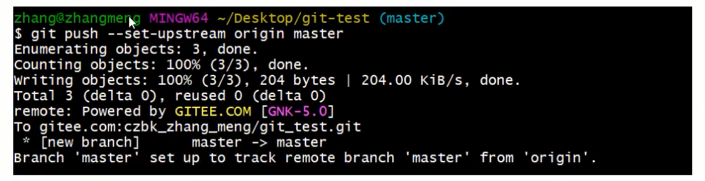 zhang@zhangmeng MINGW64 ~/Desktop/git-test (master)
$ git push --set-upstream origin master
Enumerating objects: 3, done.
Counting objects: 100% (3/3), done.
Writing objects: 100% (3/3), 204 bytes | 204.00 KiB/s, done.
Total 3 (delta 0), reused 0 (delta 0)
remote: Powered by GITEE.COM [GNK-5.0]
To gitee.com:czbk_zhang_meng/git_test.git
 * [new branch]      master -> master
Branch 'master' set up to track remote branch 'master' from 'origin'.